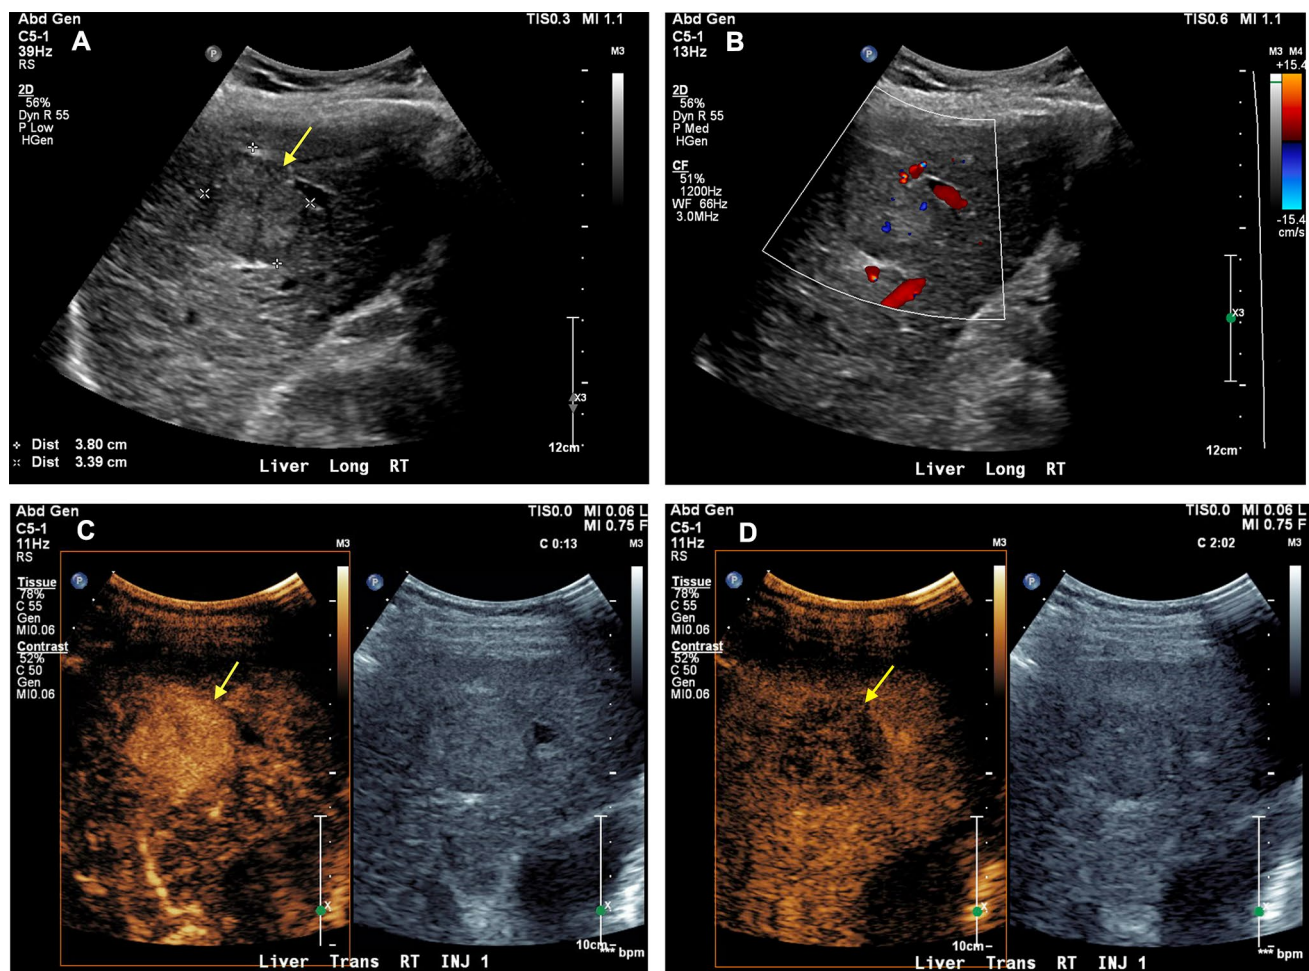 Abd Gen
TIS0.3 MI 1.1
A
C5-1
39Hz
RS
P
M3
2D
56%
Dyn R 55
P Low
HGen
X3
12cm
Dist 3.80 cm
Dist 3.39 cm
Liver Long RT
Abd Gen
TIS0.6 MI 1.1
B
C5-1
13Hz
P
M3 M4
+15.4
2D
56%
Dyn R 55
P Med
HGen
CF
51%
1200Hz
WF 66Hz
3.0MHz
-15.4
cm/s
X3
12cm
Liver Long RT
Abd Gen
TIS0.0 MI 0.06 L
MI 0.75 F
C
C5-1
11Hz
RS
M3
C 0:13
M3
P
P
Tissue
78%
C 55
Gen
MI0.06
Contrast
52%
C 50
Gen
MI0.06
X
X
10cm
*** bpm
Liver Trans RT INJ 1
Abd Gen
TIS0.0 MI 0.06 L
MI 0.75 F
D
C5-1
11Hz
RS
M3
C 2:02
M3
P
P
Tissue
78%
C 55
Gen
MI0.06
Contrast
52%
C 50
Gen
MI0.06
X
X
10cm
*** bpm
Liver Trans RT INJ 1